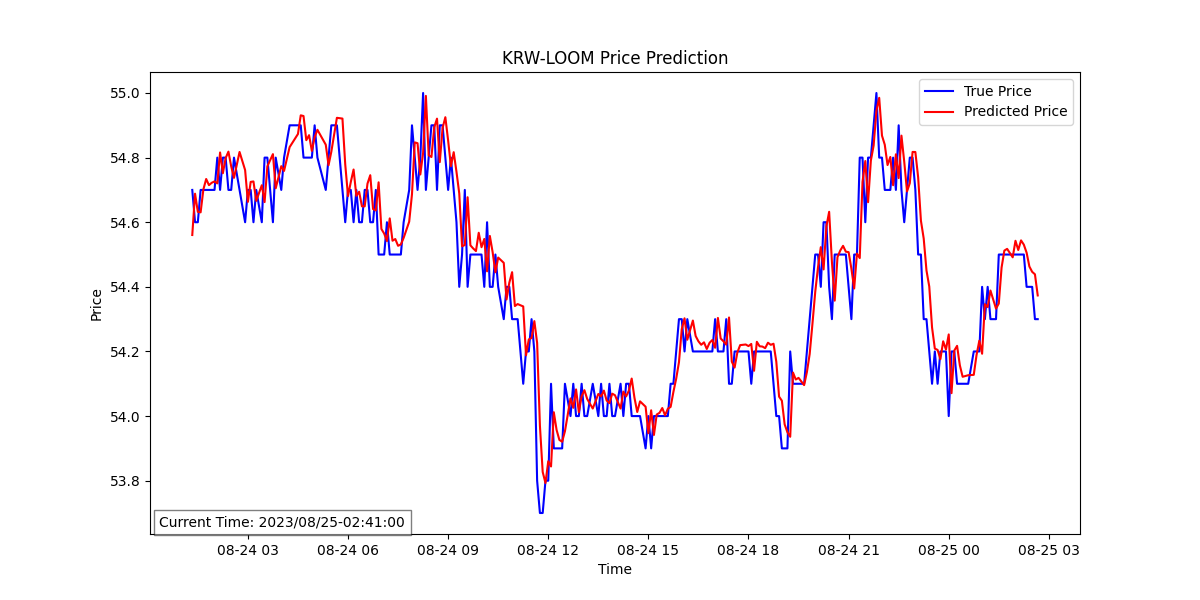 KRW-LOOM Price Prediction
True Price
Predicted Price
Price
55.0
54.8
54.6
54.4
54.2
54.0
53.8
Current Time: 2023/08/25-02:41:00
08-24 03
08-24 06
08-24 09
08-24 12
08-24 15
08-24 18
08-24 21
08-25 00
08-25 03
Time